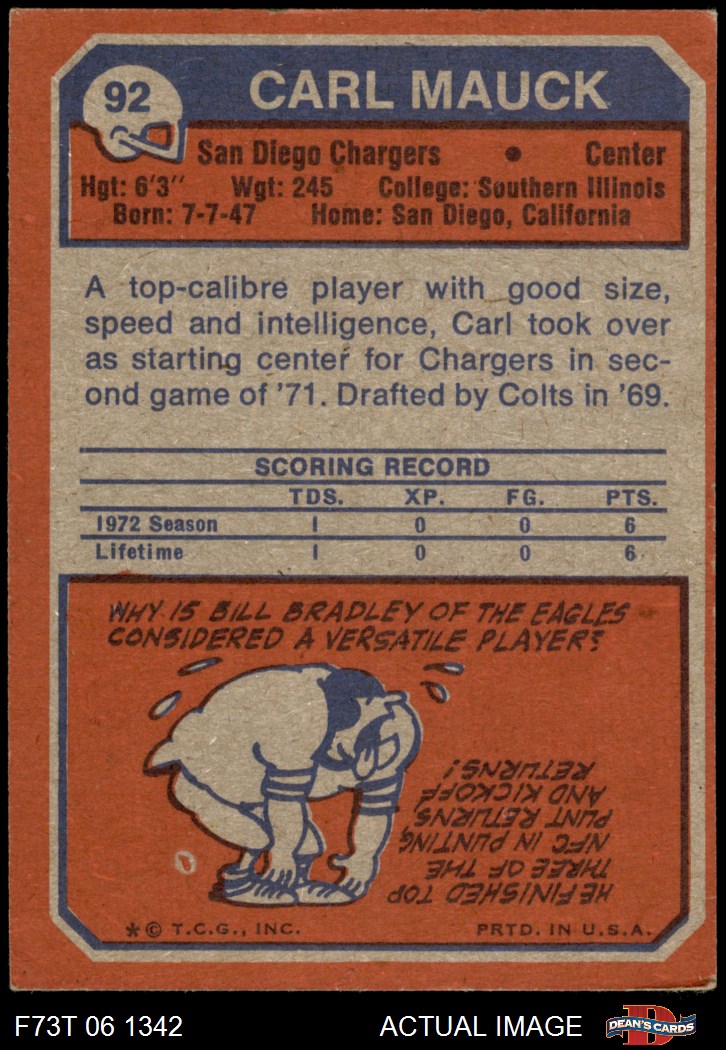 92
CARL MAUCK
San Diego Chargers • Center
Hgt: 6'3" Wgt: 245 College: Southern Illinois
Born: 7-7-47 Home: San Diego, California
A top-calibre player with good size,
speed and intelligence, Carl took over
as starting center for Chargers in sec-
ond game of '71. Drafted by Colts in '69.
SCORING RECORD
TDS. XP. FG. PTS.
1972 Season 1 0 0 6
Lifetime 1 0 0 6
WHY IS BILL BRADLEY OF THE EAGLES
CONSIDERED A VERSATILE PLAYER?
HE FINISHED TOP
THREE OF THE
NFC IN PUNTING,
PUNT RETURNS,
AND KICKOFF
RETURNS!
*© T.C.G., INC. PRTD. IN U.S.A.
F73T 06 1342 ACTUAL IMAGE
D
DEAN'S CARDS